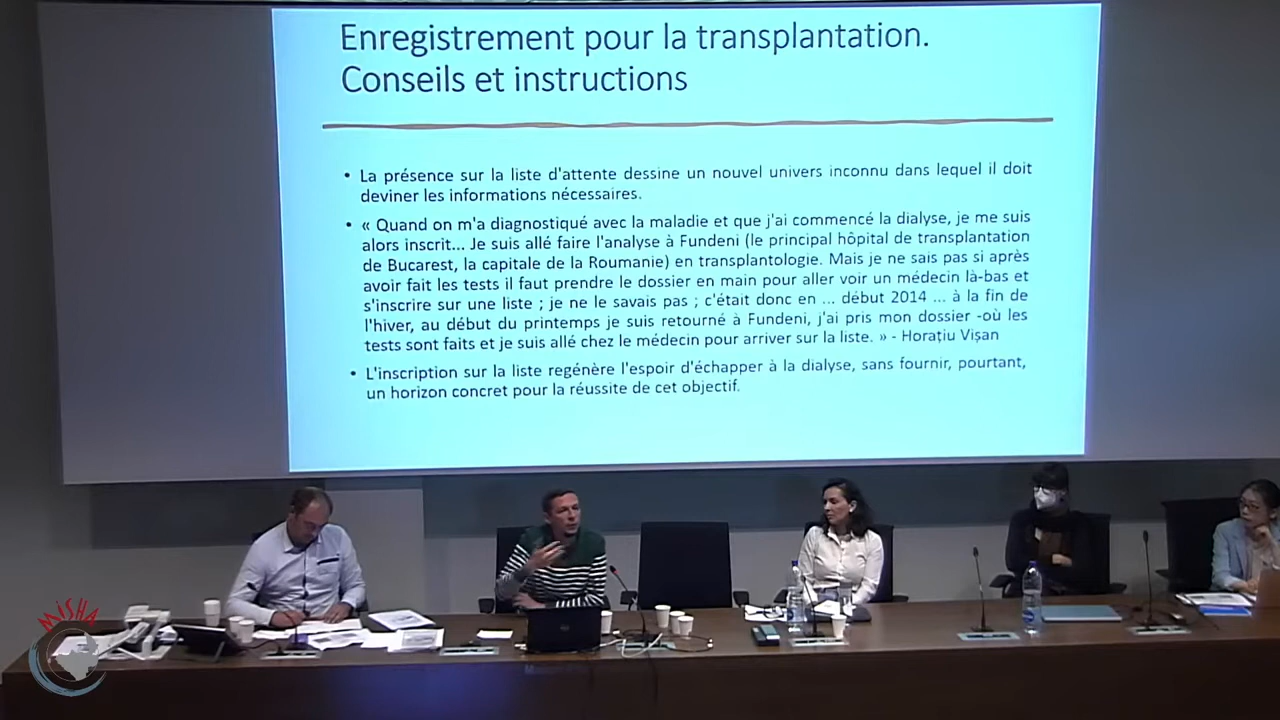 Enregistrement pour la transplantation.
Conseils et instructions
• La présence sur la liste d'attente dessine un nouvel univers inconnu dans lequel il doit
deviner les informations nécessaires.
• « Quand on m'a diagnostiqué avec la maladie et que j'ai commencé la dialyse, je me suis
alors inscrit... Je suis allé faire l'analyse à Fundeni (le principal hôpital de transplantation
de Bucarest, la capitale de la Roumanie) en transplantologie. Mais je ne sais pas si après
avoir fait les tests il faut prendre le dossier en main pour aller voir un médecin là-bas et
s'inscrire sur une liste ; je ne le savais pas ; c'était donc en ... début 2014 ... à la fin de
l'hiver, au début du printemps je suis retourné à Fundeni, j'ai pris mon dossier -où les
tests sont faits et je suis allé chez le médecin pour arriver sur la liste. » - Horațiu Vișan
• L'inscription sur la liste regénère l'espoir d'échapper à la dialyse, sans fournir, pourtant,
un horizon concret pour la réussite de cet objectif.
MISHA